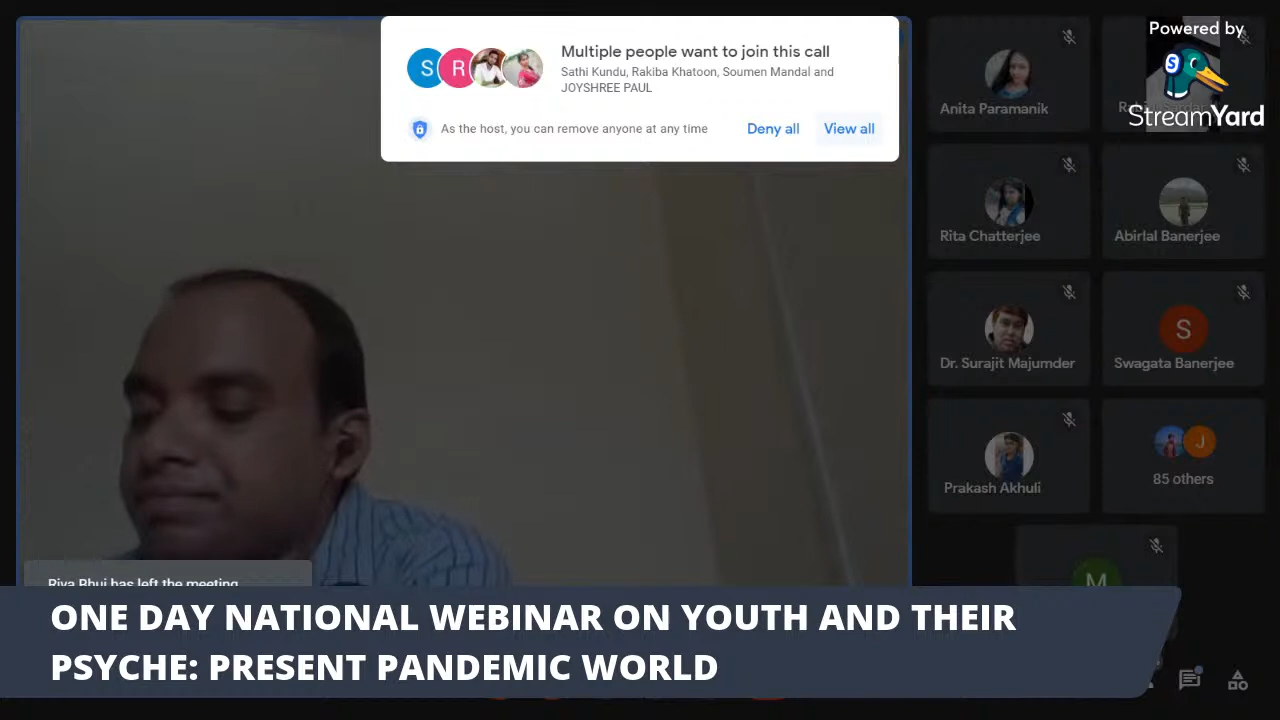 Multiple people want to join this call
Sathi Kundu, Rakiba Khatoon, Soumen Mandal and
JOYSHREE PAUL
S
R
As the host, you can remove anyone at any time
Deny all
View all
Powered by
S
StreamYard
Anita Paramanik
Rita Chatterjee
Abirlal Banerjee
Dr. Surajit Majumder
S
Swagata Banerjee
Prakash Akhuli
J
85 others
M
Riya Bhui has left the meeting
ONE DAY NATIONAL WEBINAR ON YOUTH AND THEIR
PSYCHE: PRESENT PANDEMIC WORLD